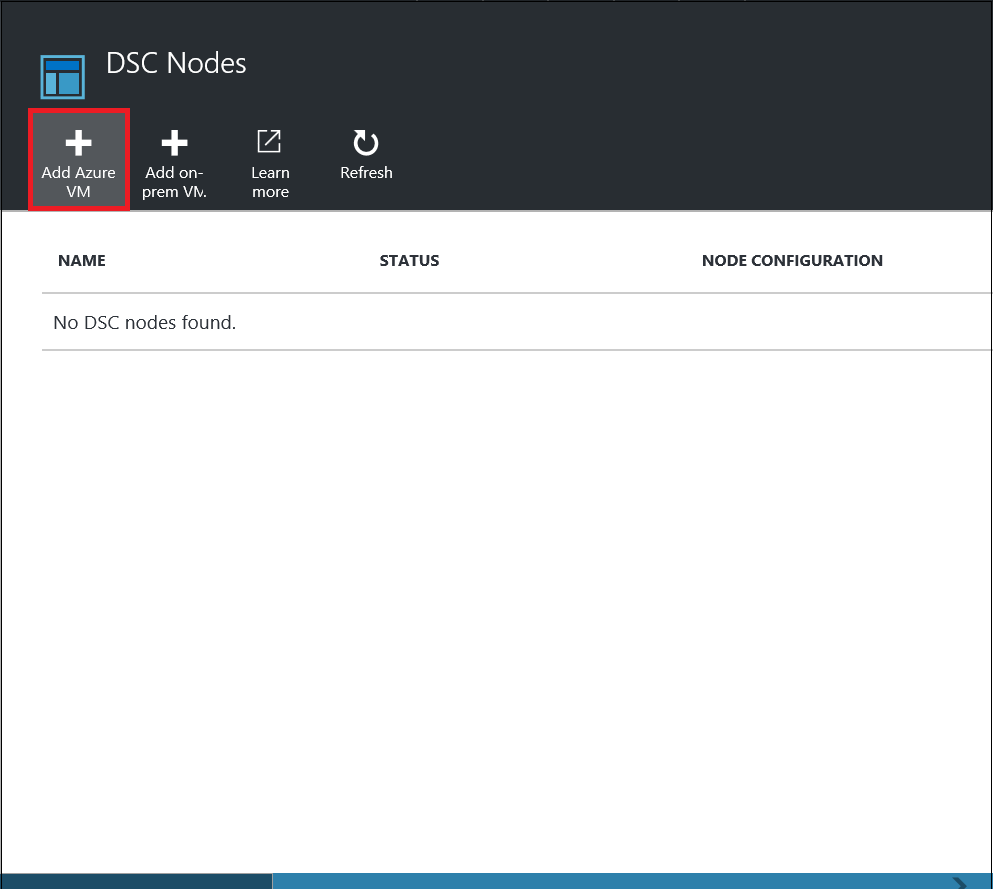 DSC Nodes
Add Azure
VM
Add on-
prem VM.
Learn
more
Refresh
NAME STATUS NODE CONFIGURATION
No DSC nodes found.